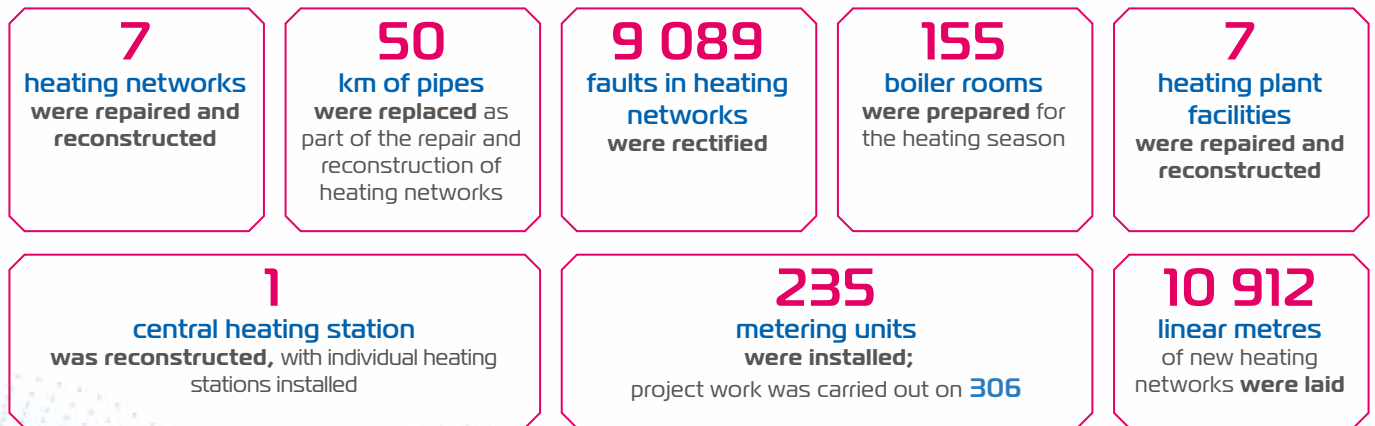 7
heating networks
were repaired and
reconstructed
50
km of pipes
were replaced as
part of the repair and
reconstruction of
heating networks
9 089
faults in heating
networks
were rectified
155
boiler rooms
were prepared for
the heating season
7
heating plant
facilities
were repaired and
reconstructed
1
central heating station
was reconstructed, with individual heating
stations installed
235
metering units
were installed;
project work was carried out on 306
10 912
linear metres
of new heating
networks were laid